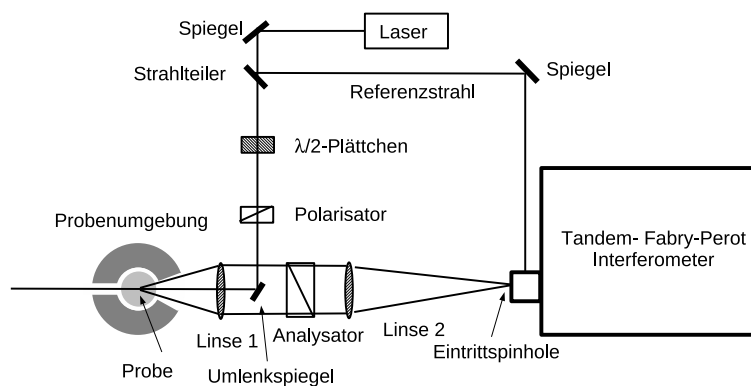 Spiegel
Laser
Strahlteiler
Spiegel
Referenzstrahl
λ/2-Plättchen
Polarisator
Probenumgebung
Tandem- Fabry-Perot
Interferometer
Linse 1
Analysator
Linse 2
Eintrittspinhole
Probe
Umlenkspiegel